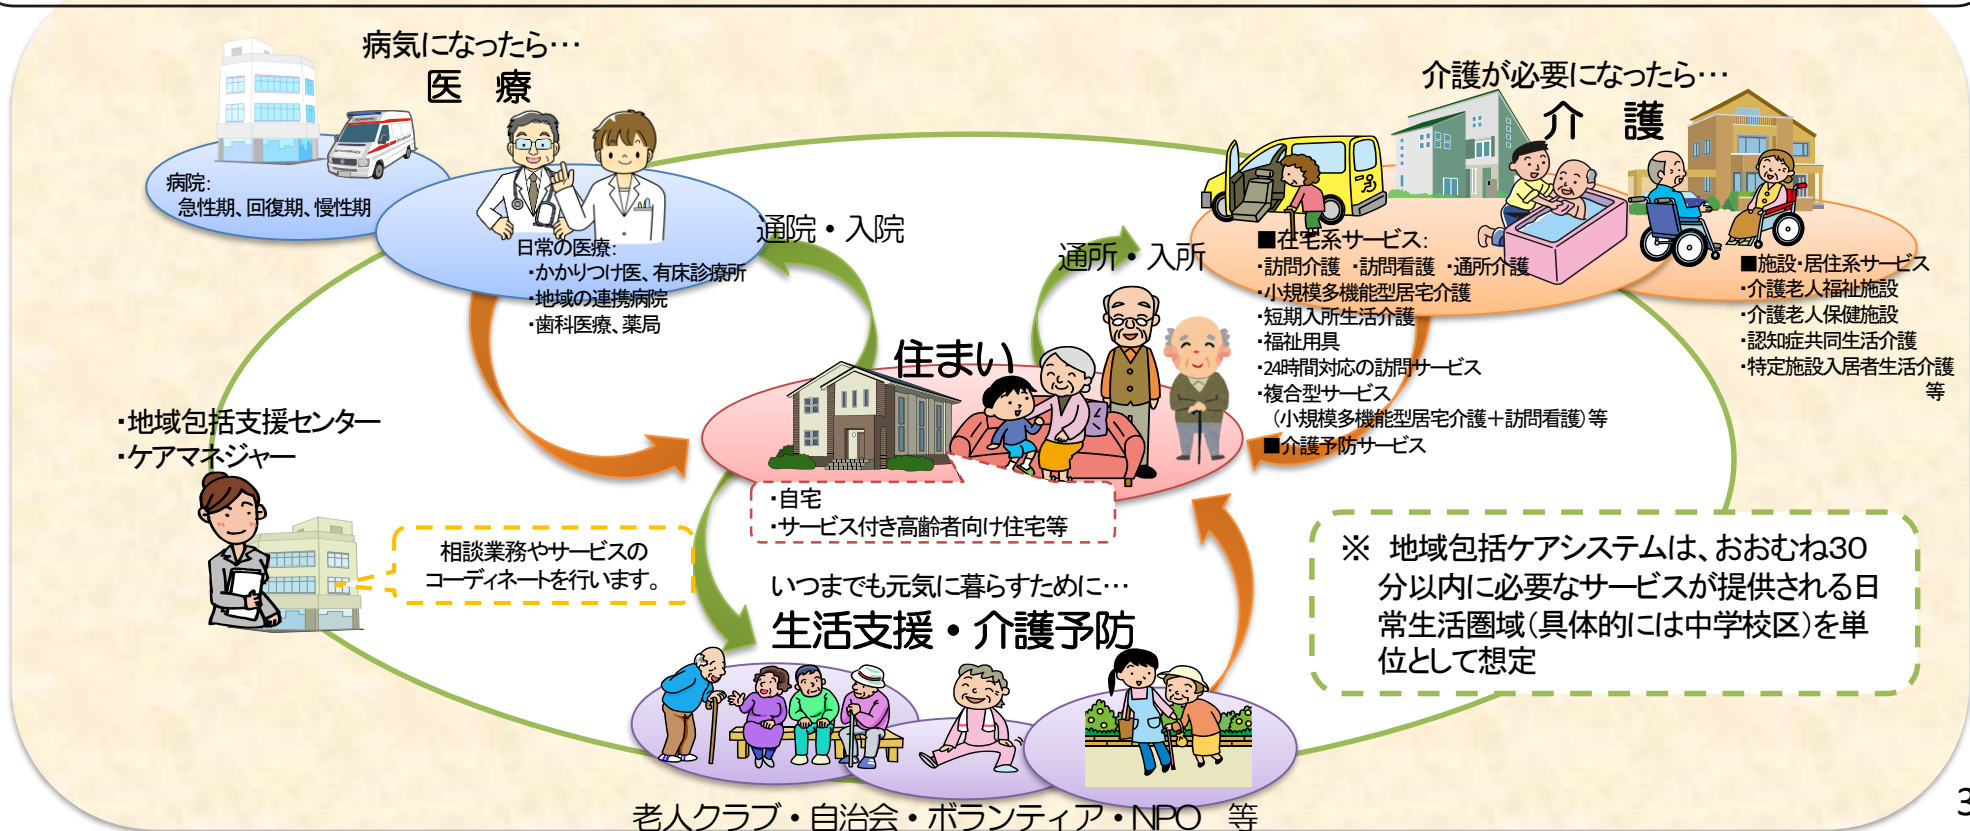 病気になったら…
医 療
病院:
急性期、回復期、慢性期
日常の医療:
・かかりつけ医、有床診療所
・地域の連携病院
・歯科医療、薬局
通院・入院
通所・入所
介護が必要になったら…
介 護
■在宅系サービス:
・訪問介護 ・訪問看護 ・通所介護
・小規模多機能型居宅介護
・短期入所生活介護
・福祉用具
・24時間対応の訪問サービス
・複合型サービス
(小規模多機能型居宅介護+訪問看護)等
■介護予防サービス
■施設・居住系サービス
・介護老人福祉施設
・介護老人保健施設
・認知症共同生活介護
・特定施設入居者生活介護
等
住まい
・自宅
・サービス付き高齢者向け住宅等
・地域包括支援センター
・ケアマネジャー
相談業務やサービスの
コーディネートを行います。
いつまでも元気に暮らすために…
生活支援・介護予防
老人クラブ・自治会・ボランティア・NPO 等
※ 地域包括ケアシステムは、おおむね30
分以内に必要なサービスが提供される日
常生活圏域(具体的には中学校区)を単
位として想定
3